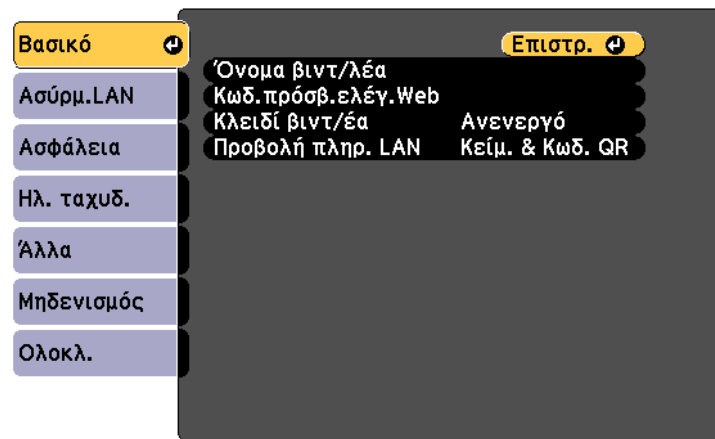 Βασικό
Ασύρμ.LAN
Ασφάλεια
Ηλ. ταχυδ.
Άλλα
Μηδενισμός
Ολοκλ.
Επιστρ.
Όνομα βιντ/λέα
Κωδ.πρόσβ.ελέγ.Web
Κλειδί βιντ/έα Ανενεργό
Προβολή πληρ. LAN Κείμ. & Κωδ. QR